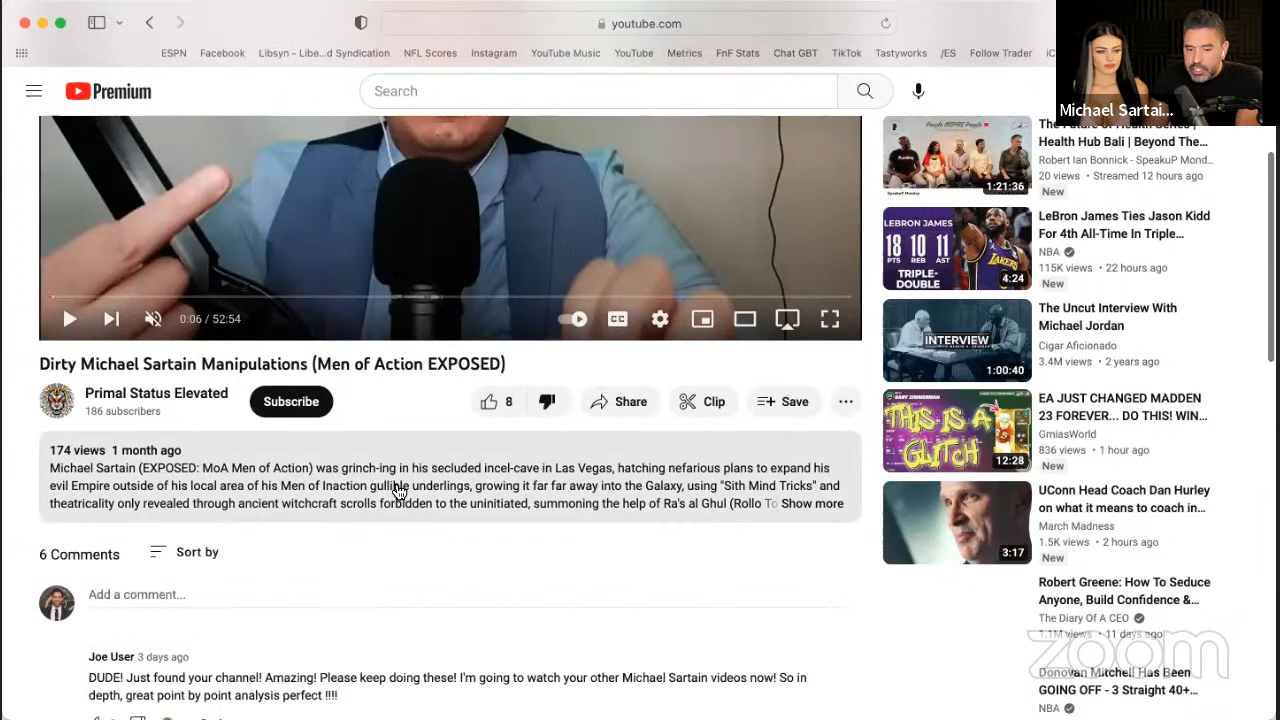 youtube.com
ESPN Facebook Libsyn - Libe...d Syndication NFL Scores Instagram YouTube Music YouTube Metrics FnF Stats Chat GBT TikTok Tastyworks /ES Follow Trader
Michael Sartai...
Premium
Search
The Future of Health Series |
Health Hub Bali | Beyond The...
Robert Ian Bonnick - SpeakuP Mond...
20 views • Streamed 12 hours ago
New
1:21:36
LEBRON JAMES
18 10 11
PTS REB AST
TRIPLE-
DOUBLE
4:24
LeBron James Ties Jason Kidd
For 4th All-Time In Triple...
NBA
115K views • 22 hours ago
New
INTERVIEW
1:00:40
The Uncut Interview With
Michael Jordan
Cigar Aficionado
3.4M views • 2 years ago
THIS IS A
GLITCH
12:28
EA JUST CHANGED MADDEN
23 FOREVER... DO THIS! WIN...
GmiasWorld
836 views • 1 hour ago
New
3:17
UConn Head Coach Dan Hurley
on what it means to coach in...
March Madness
1.5K views • 2 hours ago
New
Robert Greene: How To Seduce
Anyone, Build Confidence &...
The Diary Of A CEO
1.1M views • 11 days ago
Donovan Mitchell Has Been
GOING OFF - 3 Straight 40+...
NBA
zoom
0:06 / 52:54
Dirty Michael Sartain Manipulations (Men of Action EXPOSED)
Primal Status Elevated
186 subscribers
Subscribe
8
Share
Clip
Save
174 views 1 month ago
Michael Sartain (EXPOSED: MoA Men of Action) was grinch-ing in his secluded incel-cave in Las Vegas, hatching nefarious plans to expand his
evil Empire outside of his local area of his Men of Inaction gullible underlings, growing it far far away into the Galaxy, using "Sith Mind Tricks" and
theatricality only revealed through ancient witchcraft scrolls forbidden to the uninitiated, summoning the help of Ra's al Ghul (Rollo To Show more
6 Comments
Sort by
Add a comment...
Joe User 3 days ago
DUDE! Just found your channel! Amazing! Please keep doing these! I'm going to watch your other Michael Sartain videos now! So in
depth, great point by point analysis perfect !!!!